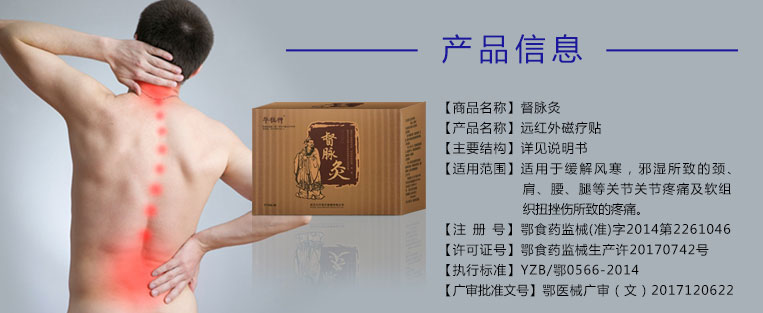 产品信息
【商品名称】督脉灸
【产品名称】远红外磁疗贴
【主要结构】详见说明书
【适用范围】适用于缓解风寒，邪湿所致的颈、
肩、腰、腿等关节关节疼痛及软组
织扭挫伤所致的疼痛。
【注 册 号】鄂食药监械(准)字2014第2261046
【许可证号】鄂食药监械生产许20170742号
【执行标准】YZB/鄂0566-2014
【广审批准文号】鄂医械广审（文）2017120622
督脉灸